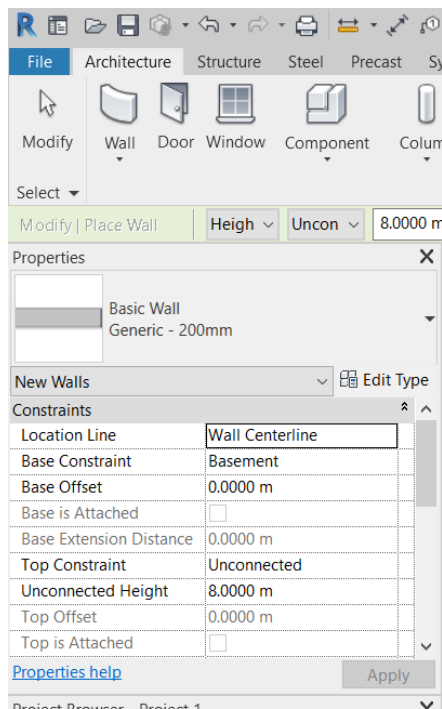 File Architecture Structure Steel Precast Sy
Modify Wall Door Window Component Colum
Select
Modify | Place Wall Heigh Uncon 8.0000 m
Properties X
Basic Wall
Generic - 200mm
New Walls Edit Type
Constraints
Location Line Wall Centerline
Base Constraint Basement
Base Offset 0.0000 m
Base is Attached
Base Extension Distance 0.0000 m
Top Constraint Unconnected
Unconnected Height 8.0000 m
Top Offset 0.0000 m
Top is Attached
Properties help Apply
Project Browser - Project 1